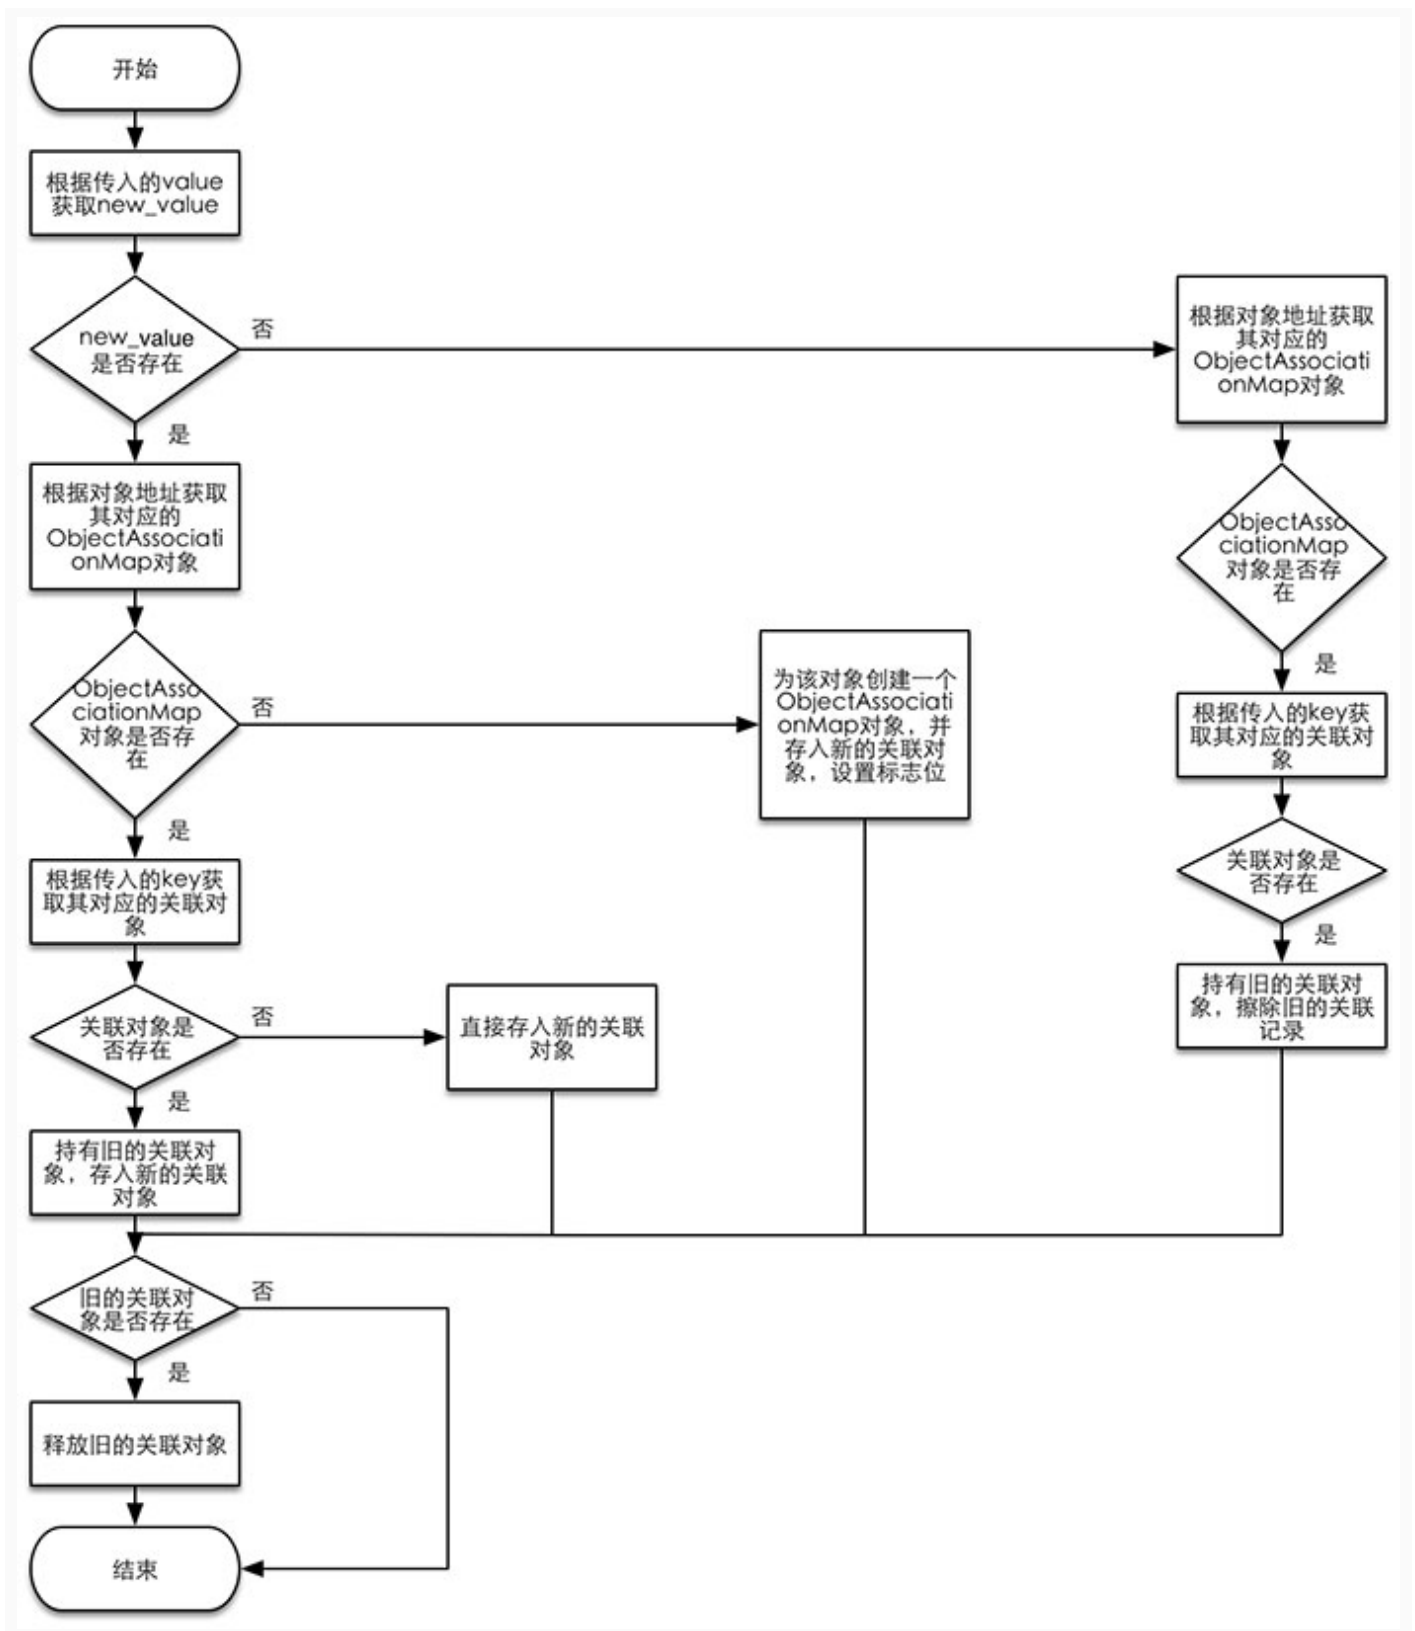 开始
根据传入的value
获取new_value
new_value
是否存在
否
是
根据对象地址获取
其对应的
ObjectAssociati
onMap对象
根据对象地址获取
其对应的
ObjectAssociati
onMap对象
ObjectAsso
ciationMap
对象是否存
在
是
ObjectAsso
ciationMap
对象是否存
在
否
是
为该对象创建一个
ObjectAssociati
onMap对象，并
存入新的关联对
象，设置标志位
根据传入的key获
取其对应的关联对
象
关联对象是
否存在
是
根据传入的key获
取其对应的关联对
象
关联对象是
否存在
否
是
直接存入新的关联
对象
持有旧的关联对
象，擦除旧的关联
记录
持有旧的关联对
象，存入新的关联
对象
旧的关联对
象是否存在
否
是
释放旧的关联对象
结束